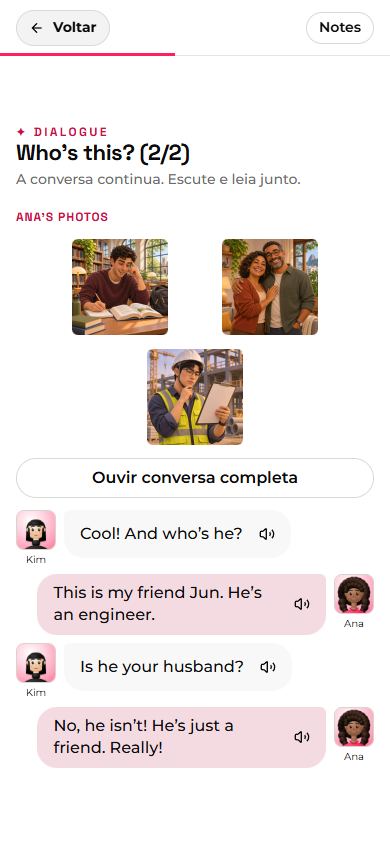 Voltar
Notes
DIALOGUE
Who's this? (2/2)
A conversa continua. Escute e leia junto.
ANA'S PHOTOS
Ouvir conversa completa
Cool! And who's he?
Kim
This is my friend Jun. He's
an engineer.
Ana
Is he your husband?
Kim
No, he isn't! He's just a
friend. Really!
Ana